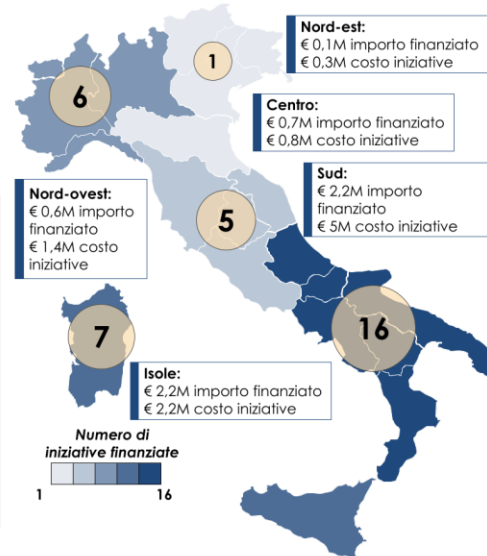 Nord-est:
€ 0,1M importo finanziato
€ 0,3M costo iniziative
1
6
Centro:
€ 0,7M importo finanziato
€ 0,8M costo iniziative
Sud:
€ 2,2M importo
finanziato
€ 5M costo iniziative
Nord-ovest:
€ 0,6M importo
finanziato
€ 1,4M costo
iniziative
5
7
16
Isole:
€ 2,2M importo finanziato
€ 2,2M costo iniziative
Numero di
iniziative finanziate
1 16